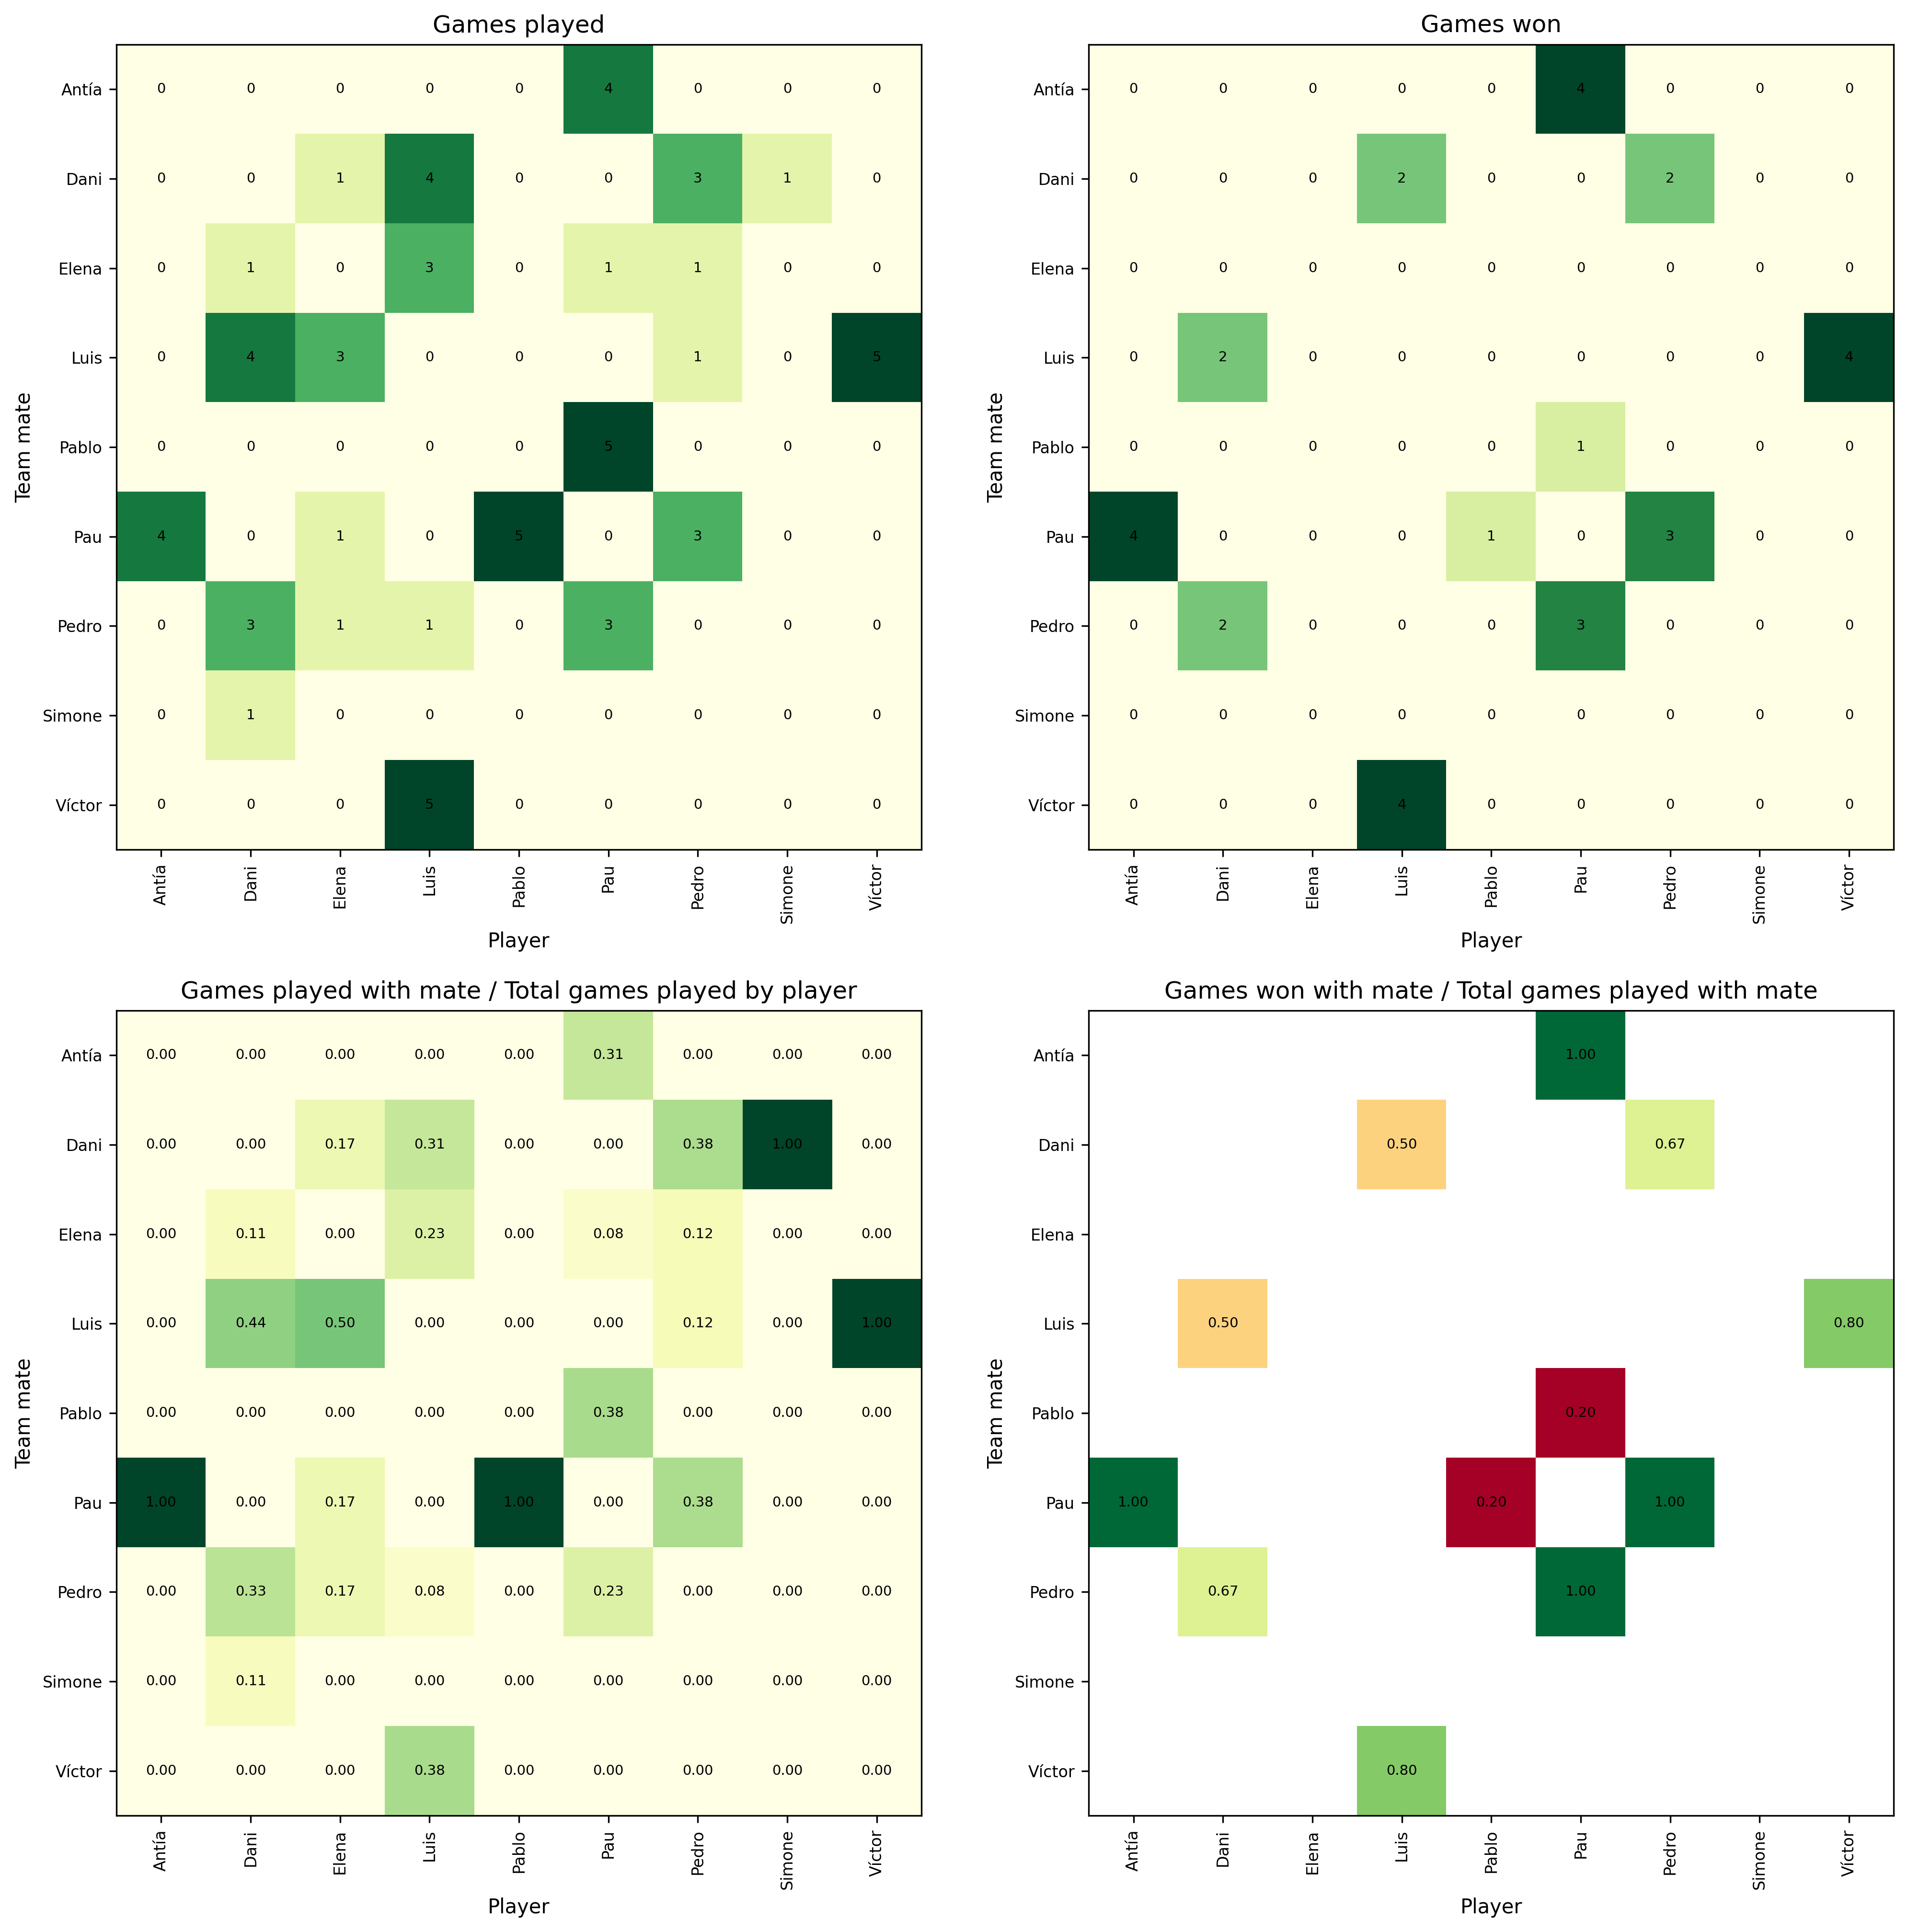 Games played
Antía 0 0 0 0 0 4 0 0 0
Dani 0 0 1 4 0 0 3 1 0
Elena 0 1 0 3 0 1 1 0 0
Luis 0 4 3 0 0 0 1 0 5
Pablo 0 0 0 0 0 5 0 0 0
Pau 4 0 1 0 5 0 3 0 0
Pedro 0 3 1 1 0 3 0 0 0
Simone 0 1 0 0 0 0 0 0 0
Víctor 0 0 0 5 0 0 0 0 0
Team mate
Antía Dani Elena Luis Pablo Pau Pedro Simone Víctor
Player
Games won
Antía 0 0 0 0 0 4 0 0 0
Dani 0 0 0 2 0 0 2 0 0
Elena 0 0 0 0 0 0 0 0 0
Luis 0 2 0 0 0 0 0 0 4
Pablo 0 0 0 0 0 1 0 0 0
Pau 4 0 0 0 1 0 3 0 0
Pedro 0 2 0 0 0 3 0 0 0
Simone 0 0 0 0 0 0 0 0 0
Víctor 0 0 0 4 0 0 0 0 0
Team mate
Antía Dani Elena Luis Pablo Pau Pedro Simone Víctor
Player
Games played with mate / Total games played by player
Antía 0.00 0.00 0.00 0.00 0.00 0.31 0.00 0.00 0.00
Dani 0.00 0.00 0.17 0.31 0.00 0.00 0.38 1.00 0.00
Elena 0.00 0.11 0.00 0.23 0.00 0.08 0.12 0.00 0.00
Luis 0.00 0.44 0.50 0.00 0.00 0.00 0.12 0.00 1.00
Pablo 0.00 0.00 0.00 0.00 0.00 0.38 0.00 0.00 0.00
Pau 1.00 0.00 0.17 0.00 1.00 0.00 0.38 0.00 0.00
Pedro 0.00 0.33 0.17 0.08 0.00 0.23 0.00 0.00 0.00
Simone 0.00 0.11 0.00 0.00 0.00 0.00 0.00 0.00 0.00
Víctor 0.00 0.00 0.00 0.38 0.00 0.00 0.00 0.00 0.00
Team mate
Antía Dani Elena Luis Pablo Pau Pedro Simone Víctor
Player
Games won with mate / Total games played with mate
Antía 1.00
Dani 0.50 0.67
Elena
Luis 0.50 0.80
Pablo 0.20
Pau 1.00 0.20 1.00
Pedro 0.67 1.00
Simone
Víctor 0.80
Team mate
Antía Dani Elena Luis Pablo Pau Pedro Simone Víctor
Player